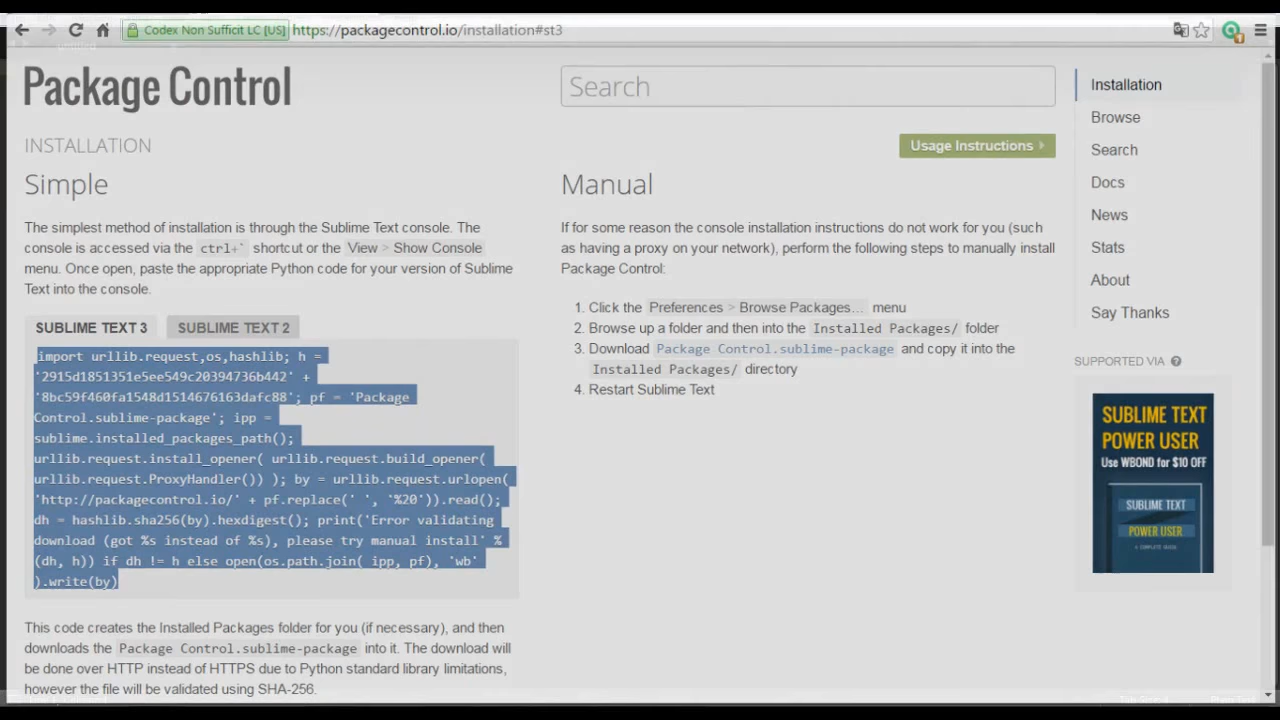 Codex Non Sufficit LC [US] https://packagecontrol.io/installation#st3
Package Control
Search
INSTALLATION
Usage Instructions
Simple
The simplest method of installation is through the Sublime Text console. The
console is accessed via the ctrl+` shortcut or the View > Show Console
menu. Once open, paste the appropriate Python code for your version of Sublime
Text into the console.
SUBLIME TEXT 3 SUBLIME TEXT 2
import urllib.request,os,hashlib; h =
'2915d1851351e5ee549c20394736b442' +
'8bc59f460fa1548d1514676163dafc88'; pf = 'Package
Control.sublime-package'; ipp =
sublime.installed_packages_path();
urllib.request.install_opener( urllib.request.build_opener(
urllib.request.ProxyHandler()) ); by = urllib.request.urlopen(
'http://packagecontrol.io/' + pf.replace(' ', '%20')).read();
dh = hashlib.sha256(by).hexdigest(); print('Error validating
download (got %s instead of %s), please try manual install' %
(dh, h)) if dh != h else open(os.path.join( ipp, pf), 'wb'
).write(by)
This code creates the Installed Packages folder for you (if necessary), and then
downloads the Package Control.sublime-package into it. The download will
be done over HTTP instead of HTTPS due to Python standard library limitations,
however the file will be validated using SHA-256.
Manual
If for some reason the console installation instructions do not work for you (such
as having a proxy on your network), perform the following steps to manually install
Package Control:
1. Click the Preferences > Browse Packages… menu
2. Browse up a folder and then into the Installed Packages/ folder
3. Download Package Control.sublime-package and copy it into the
Installed Packages/ directory
4. Restart Sublime Text
Installation
Browse
Search
Docs
News
Stats
About
Say Thanks
SUPPORTED VIA ?
SUBLIME TEXT
POWER USER
Use WBOND for $10 OFF
SUBLIME TEXT
POWER USER
A COMPLETE GUIDE